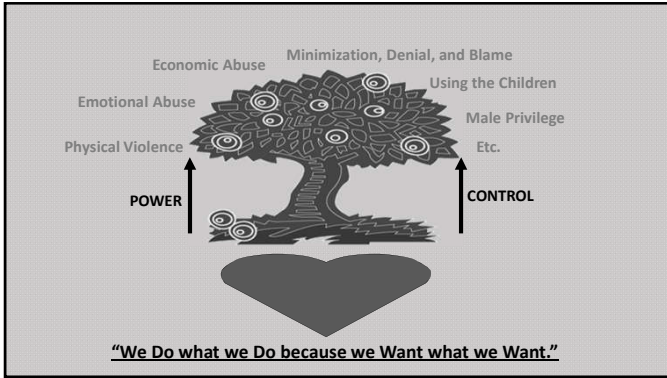 Minimization, Denial, and Blame
Economic Abuse
Using the Children
Emotional Abuse
Male Privilege
Physical Violence
Etc.
POWER
CONTROL
“We Do what we Do because we Want what we Want.”